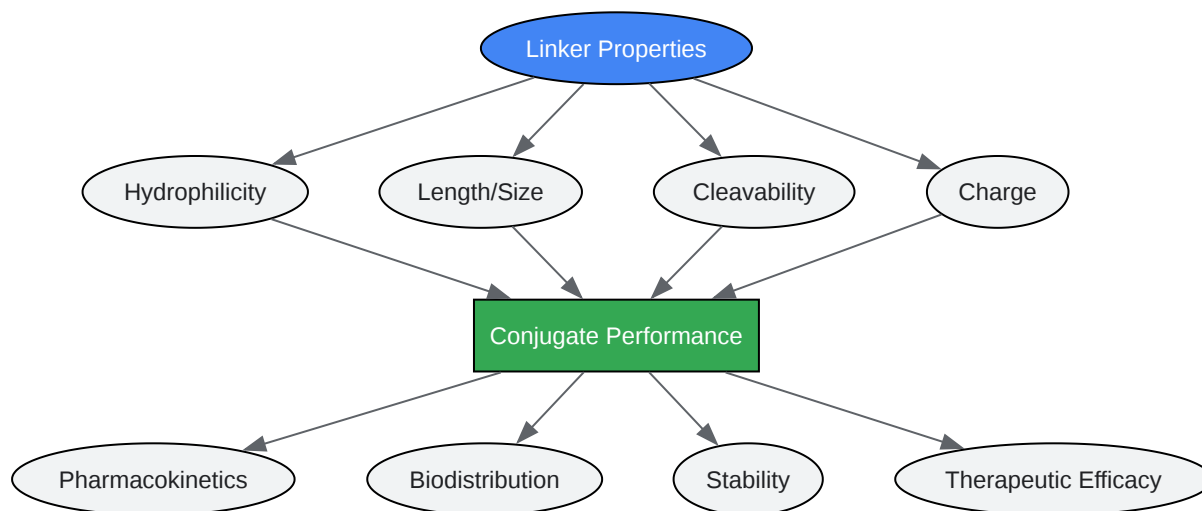 Linker Properties
Hydrophilicity
Length/Size
Cleavability
Charge
Conjugate Performance
Pharmacokinetics
Biodistribution
Stability
Therapeutic Efficacy